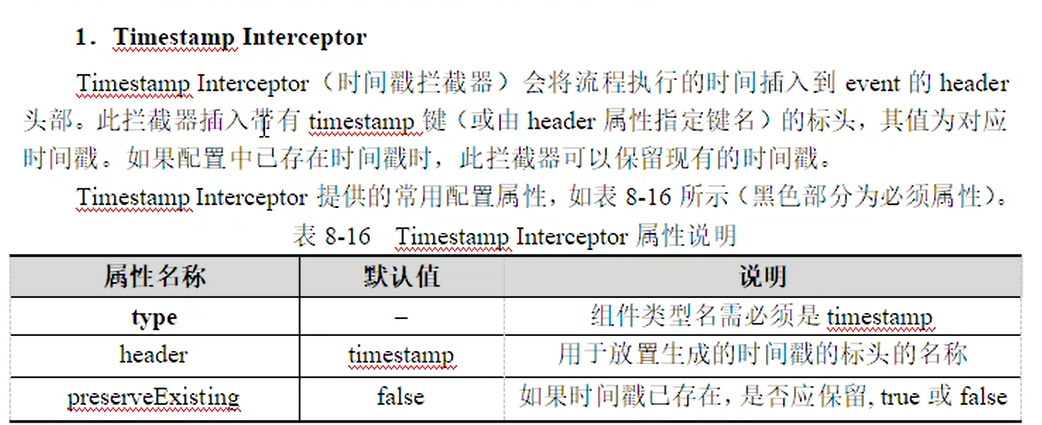 1．Timestamp Interceptor
Timestamp Interceptor（时间戳拦截器）会将流程执行的时间插入到 event 的 header
头部。此拦截器插入带有 timestamp 键（或由 header 属性指定键名）的标头，其值为对应
时间戳。如果配置中已存在时间戳时，此拦截器可以保留现有的时间戳。
Timestamp Interceptor 提供的常用配置属性，如表 8-16 所示（黑色部分为必须属性）。
表 8-16 Timestamp Interceptor 属性说明
属性名称 默认值 说明
type – 组件类型名需必须是 timestamp
header timestamp 用于放置生成的时间戳的标头的名称
preserveExisting false 如果时间戳已存在，是否应保留, true 或 false